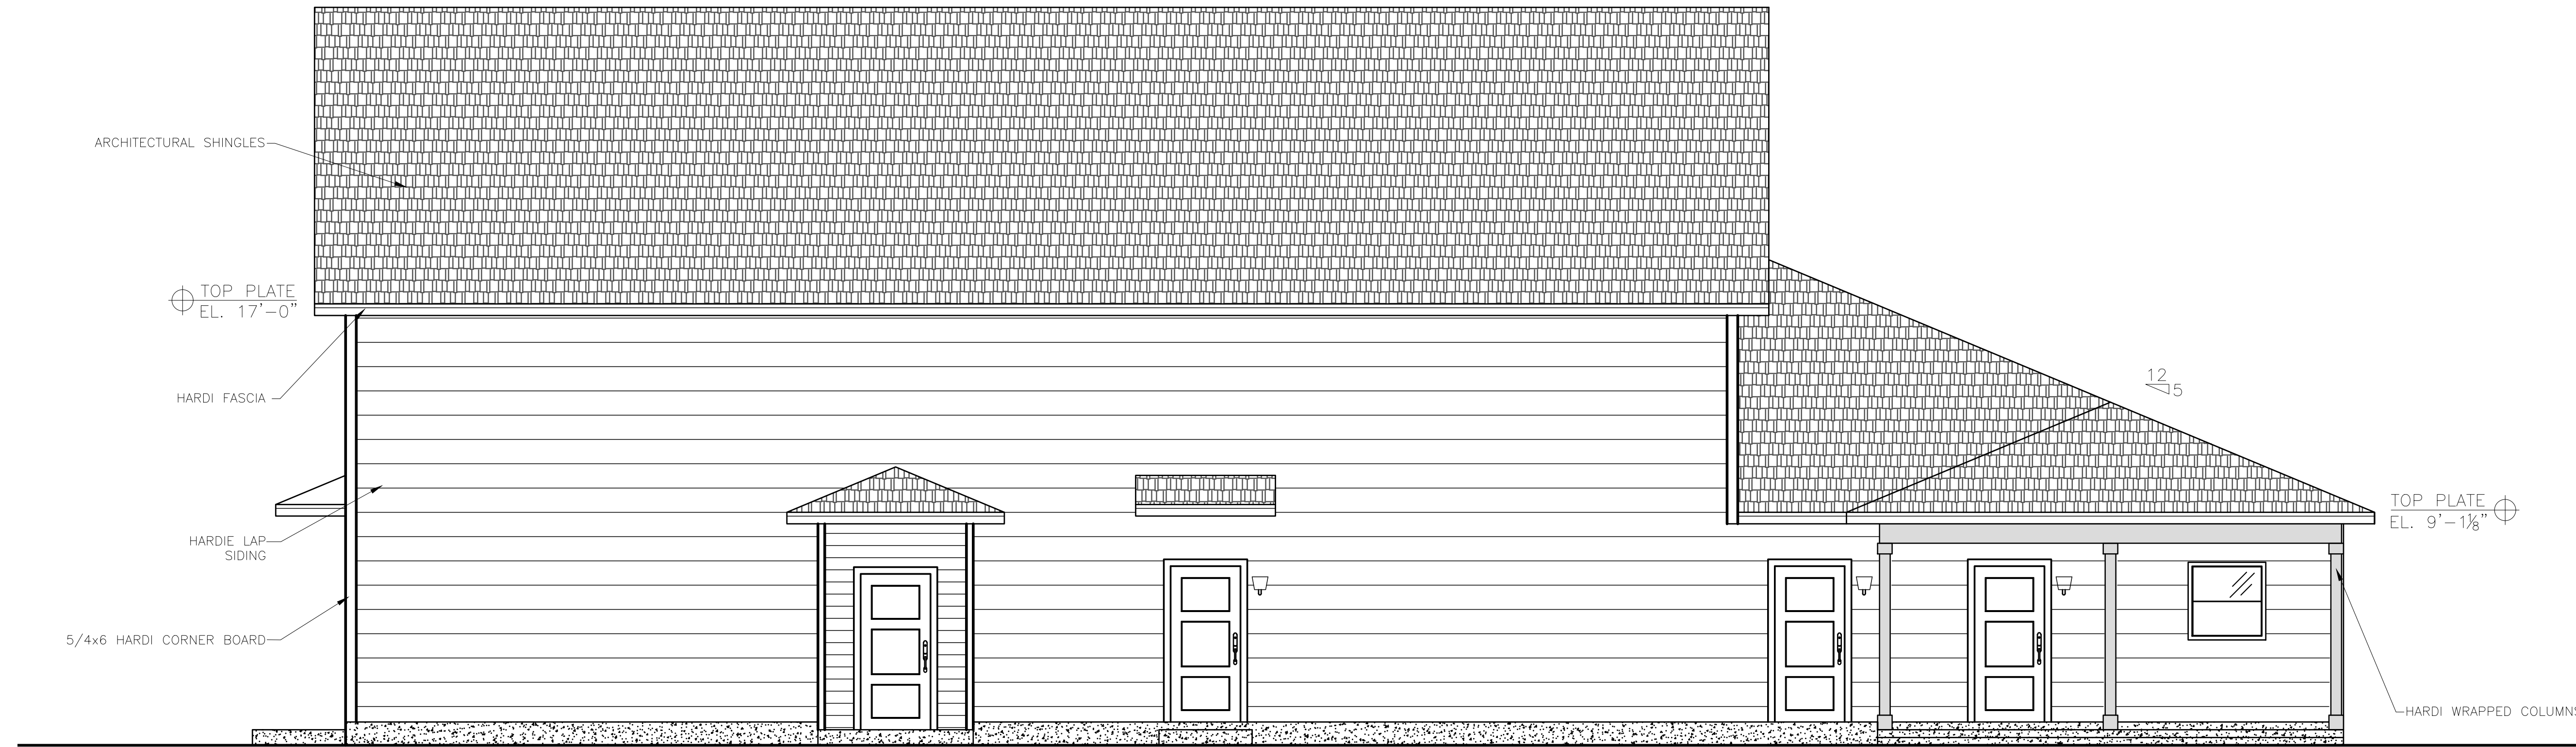 ARCHITECTURAL SHINGLES
TOP PLATE
EL. 17'-0"
HARDI FASCIA
12
5
TOP PLATE
EL. 9'-1⅛"
HARDIE LAP
SIDING
5/4x6 HARDI CORNER BOARD
HARDI WRAPPED COLUMNS